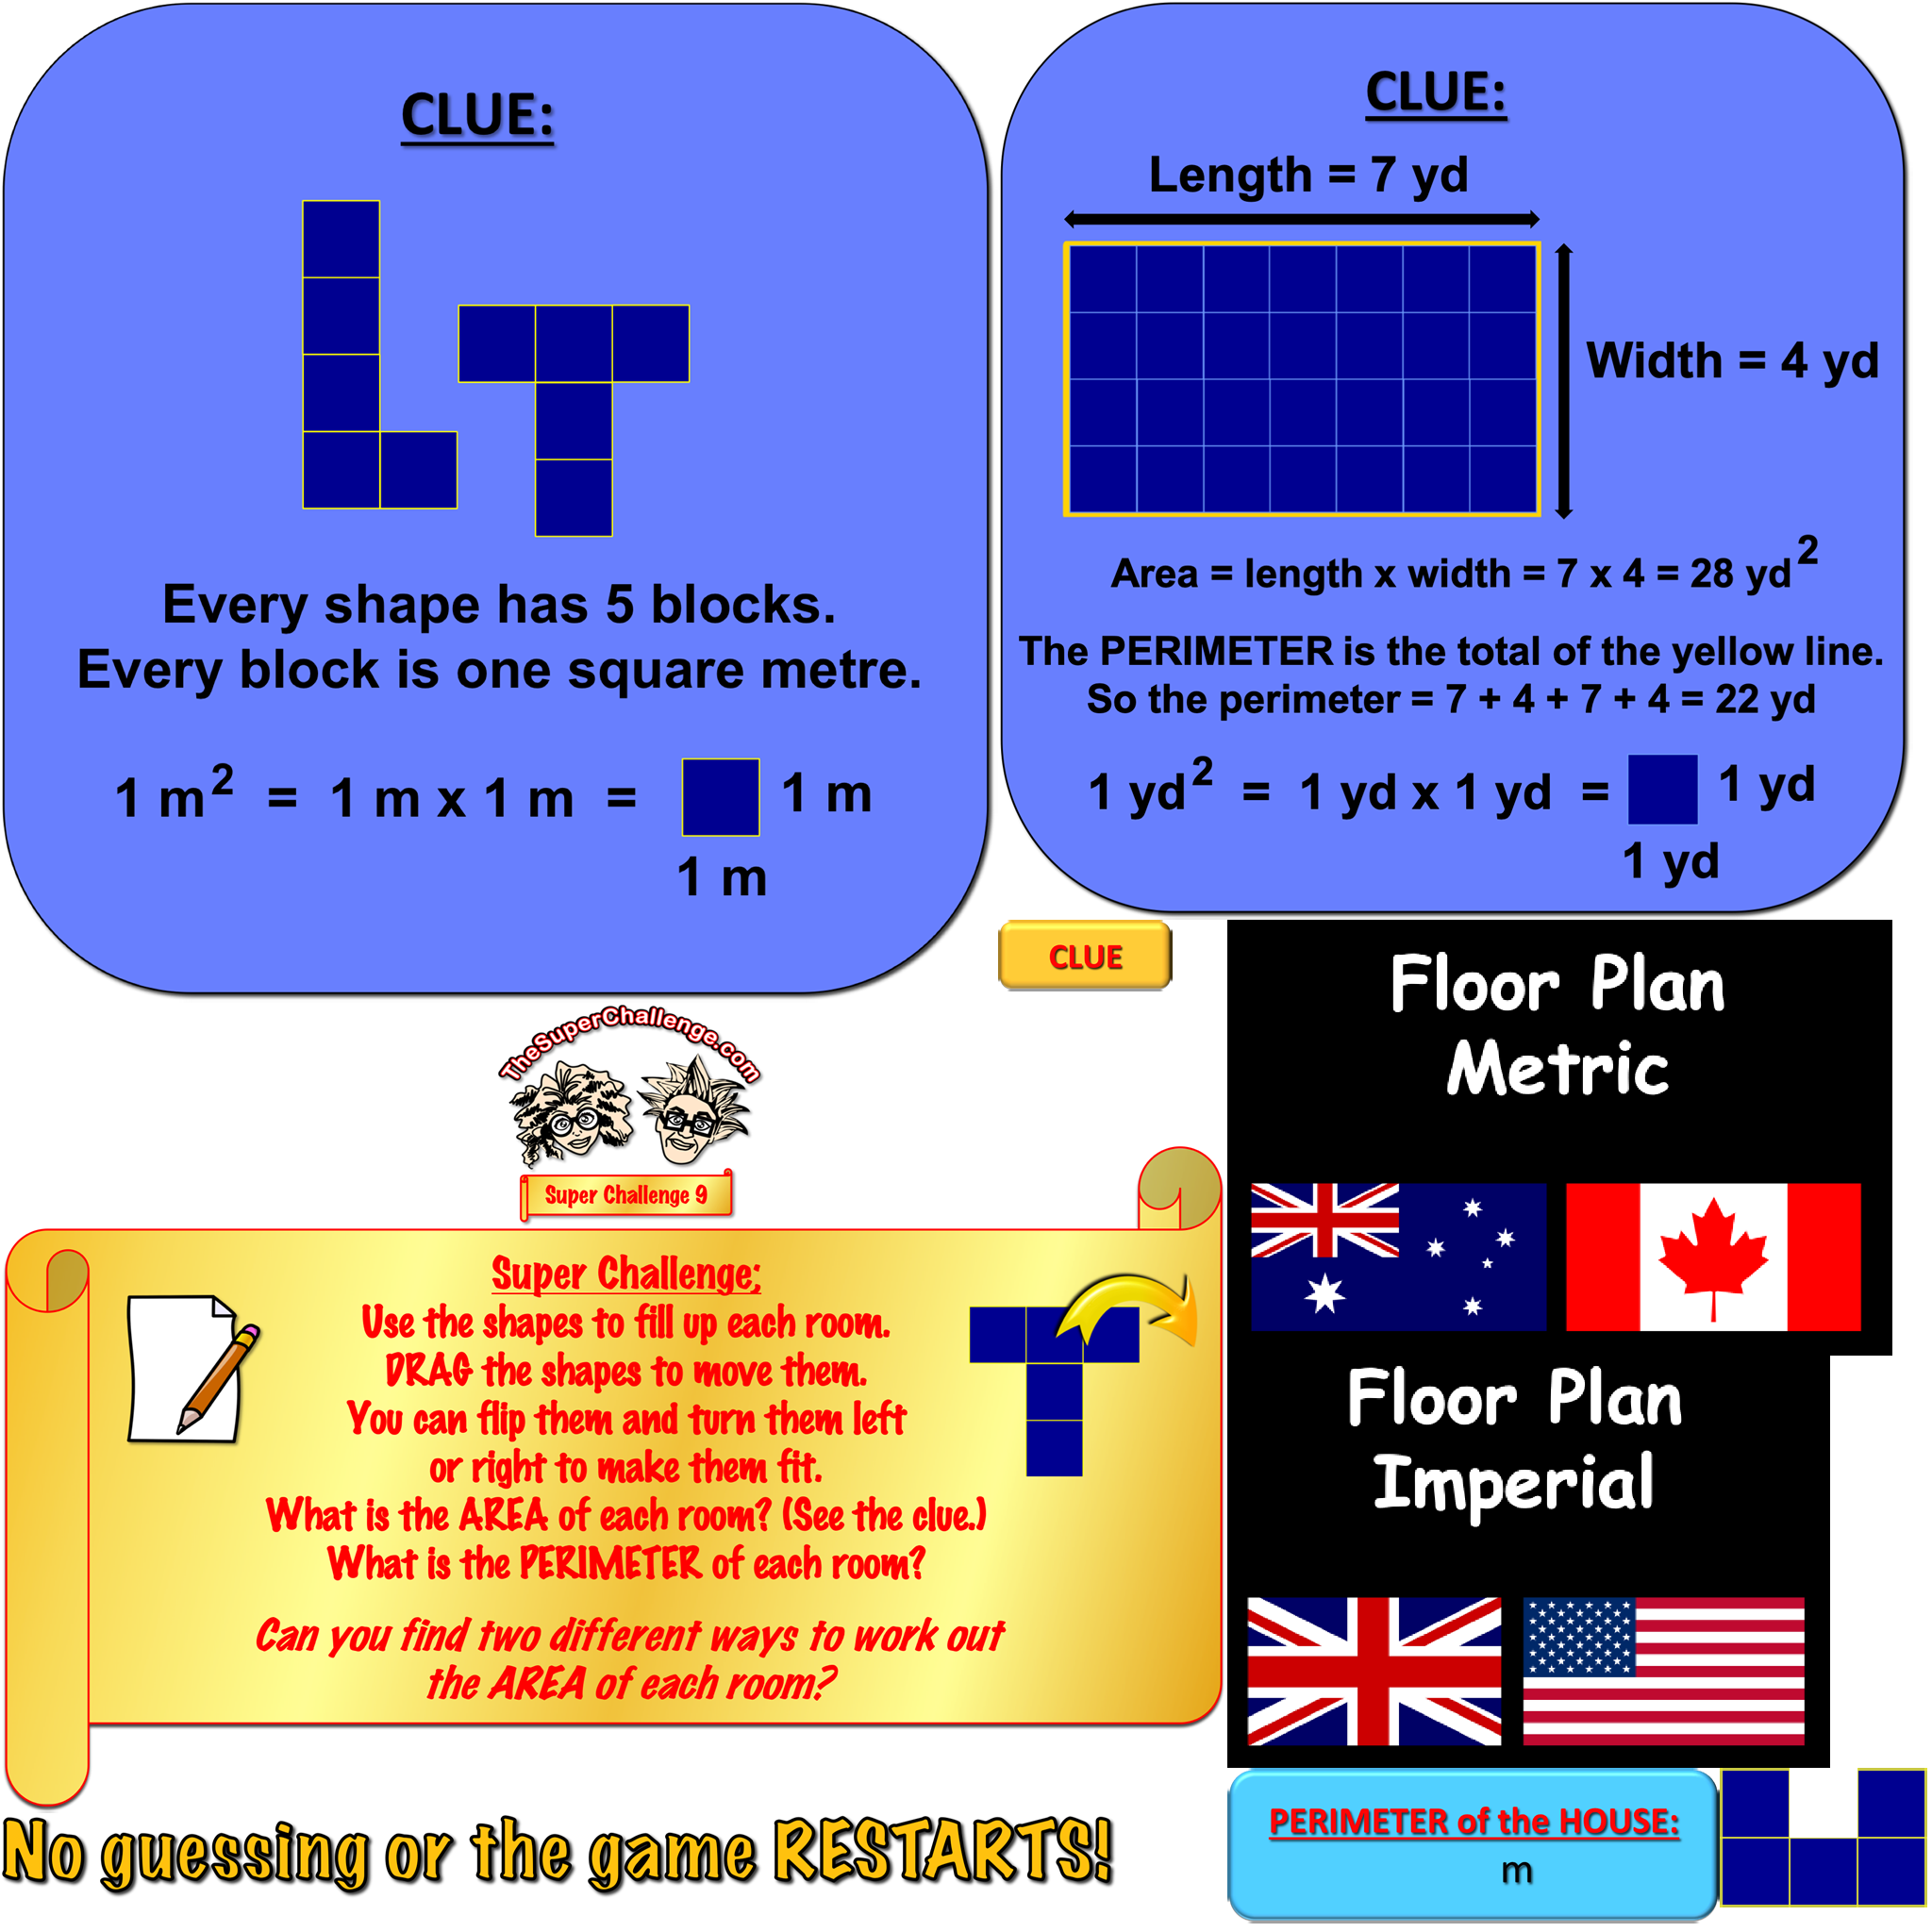 CLUE:
Every shape has 5 blocks.
Every block is one square metre.
1 m² = 1 m x 1 m = 1 m
1 m
CLUE:
Length = 7 yd
Width = 4 yd
Area = length x width = 7 x 4 = 28 yd²
The PERIMETER is the total of the yellow line.
So the perimeter = 7 + 4 + 7 + 4 = 22 yd
1 yd² = 1 yd x 1 yd = 1 yd
1 yd
CLUE
Floor Plan
Metric
TheSuperChallenge.com
Super Challenge 9
Super Challenge:
Use the shapes to fill up each room.
DRAG the shapes to move them.
You can flip them and turn them left
or right to make them fit.
What is the AREA of each room? (See the clue.)
What is the PERIMETER of each room?
Can you find two different ways to work out
the AREA of each room?
Floor Plan
Imperial
No guessing or the game RESTARTS!
PERIMETER of the HOUSE:
m